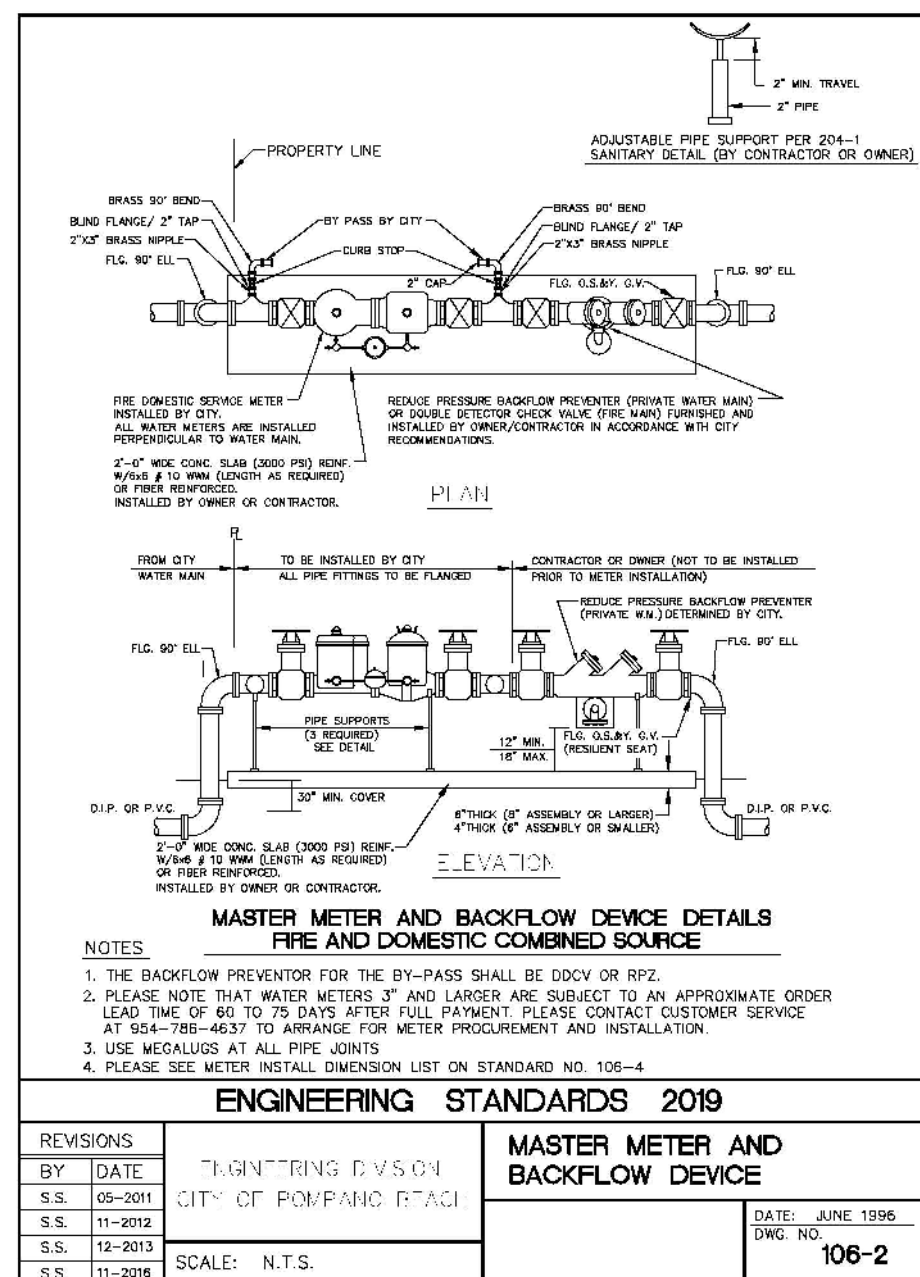 2" MIN. TRAVEL
2" PIPE
ADJUSTABLE PIPE SUPPORT PER 204-1
SANITARY DETAIL (BY CONTRACTOR OR OWNER)
PROPERTY LINE
BRASS 90° BEND
BLIND FLANGE/ 2" TAP
2"X3" BRASS NIPPLE
FLG. 90° ELL
BY PASS BY CITY
CURB STOP
2" CAP
BRASS 90° BEND
BLIND FLANGE/ 2" TAP
2"X3" BRASS NIPPLE
FLG. O.S.&Y. G.V.
FLG. 90° ELL
FIRE DOMESTIC SERVICE METER
INSTALLED BY CITY.
ALL WATER METERS ARE INSTALLED
PERPENDICULAR TO WATER MAIN.
2'-0" WIDE CONC. SLAB (3000 PSI) REINF.
W/6x6 # 10 WWM (LENGTH AS REQUIRED)
OR FIBER REINFORCED.
INSTALLED BY OWNER OR CONTRACTOR.
REDUCE PRESSURE BACKFLOW PREVENTER (PRIVATE WATER MAIN)
OR DOUBLE DETECTOR CHECK VALVE (FIRE MAIN) FURNISHED AND
INSTALLED BY OWNER/CONTRACTOR IN ACCORDANCE WITH CITY
RECOMMENDATIONS.
PLAN
PL
FROM CITY
WATER MAIN
TO BE INSTALLED BY CITY
ALL PIPE FITTINGS TO BE FLANGED
CONTRACTOR OR OWNER (NOT TO BE INSTALLED
PRIOR TO METER INSTALLATION)
REDUCE PRESSURE BACKFLOW PREVENTER
(PRIVATE W.M.) DETERMINED BY CITY.
FLG. 90° ELL
FLG. 90° ELL
PIPE SUPPORTS
(3 REQUIRED)
SEE DETAIL
12" MIN.
18" MAX.
FLG. O.S.&Y. G.V.
(RESILIENT SEAT)
30" MIN. COVER
D.I.P. OR P.V.C.
8"THICK (8" ASSEMBLY OR LARGER)
4"THICK (6" ASSEMBLY OR SMALLER)
D.I.P. OR P.V.C.
2'-0" WIDE CONC. SLAB (3000 PSI) REINF.
W/6x6 # 10 WWM (LENGTH AS REQUIRED)
OR FIBER REINFORCED.
INSTALLED BY OWNER OR CONTRACTOR.
ELEVATION
MASTER METER AND BACKFLOW DEVICE DETAILS
FIRE AND DOMESTIC COMBINED SOURCE
NOTES
1. THE BACKFLOW PREVENTOR FOR THE BY-PASS SHALL BE DDCV OR RPZ.
2. PLEASE NOTE THAT WATER METERS 3" AND LARGER ARE SUBJECT TO AN APPROXIMATE ORDER
LEAD TIME OF 60 TO 75 DAYS AFTER FULL PAYMENT. PLEASE CONTACT CUSTOMER SERVICE
AT 954-786-4637 TO ARRANGE FOR METER PROCUREMENT AND INSTALLATION.
3. USE MEGALUGS AT ALL PIPE JOINTS
4. PLEASE SEE METER INSTALL DIMENSION LIST ON STANDARD NO. 106-4
ENGINEERING STANDARDS 2019
REVISIONS
BY DATE
S.S. 05-2011
S.S. 11-2012
S.S. 12-2013
S.S. 11-2016
ENGINEERING DIVISION
CITY OF POMPANO BEACH
SCALE: N.T.S.
MASTER METER AND
BACKFLOW DEVICE
DATE: JUNE 1996
DWG. NO.
106-2